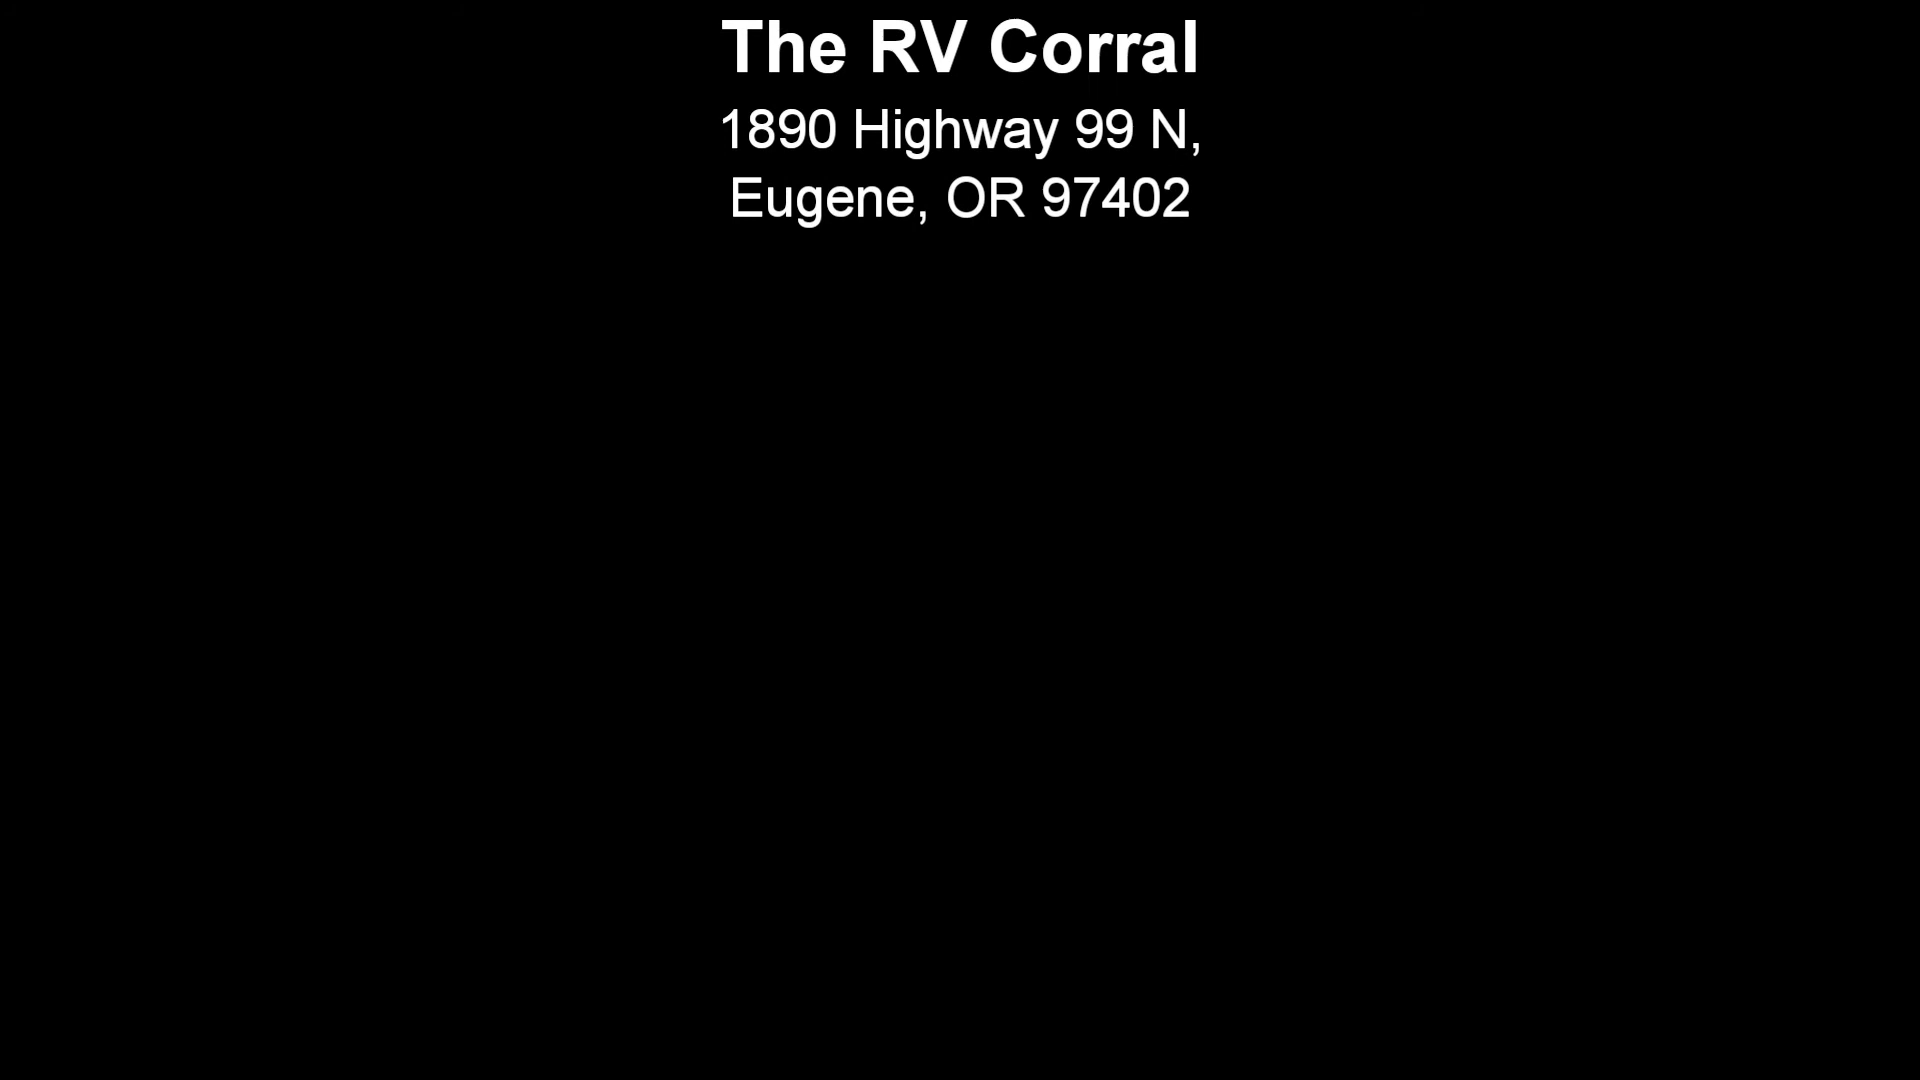 The RV Corral
1890 Highway 99 N,
Eugene, OR 97402